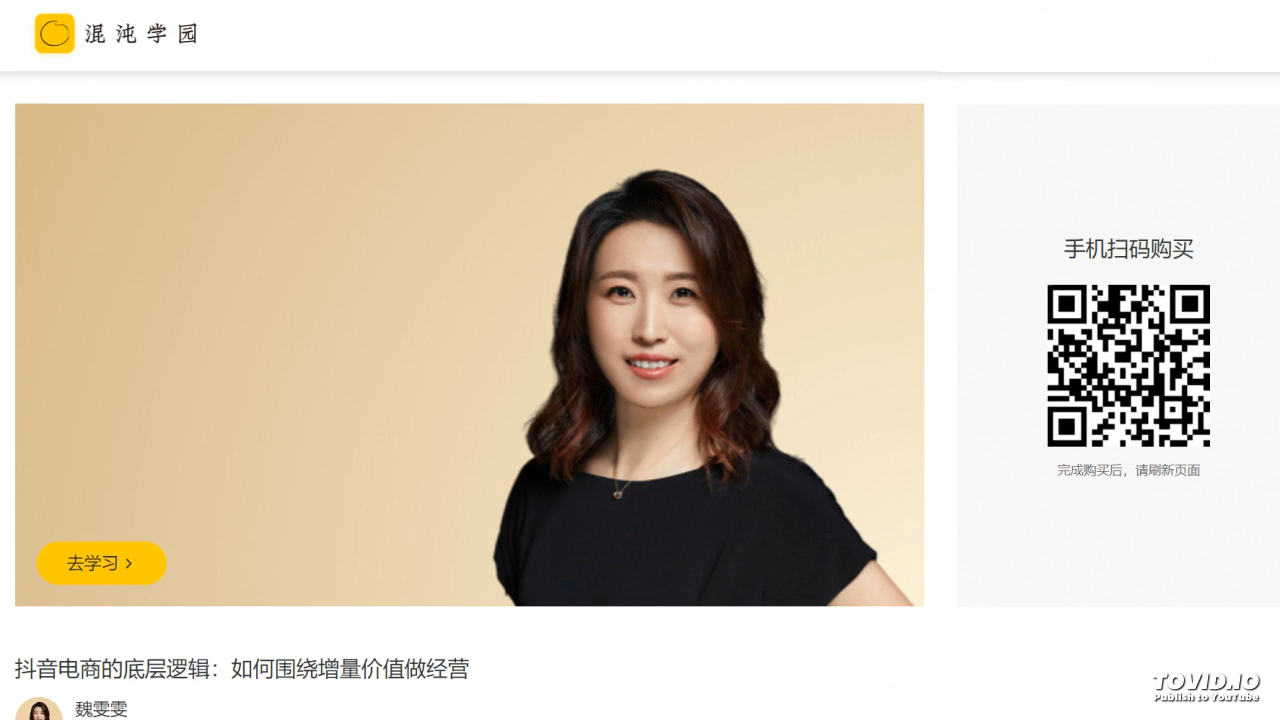 混沌学园
手机扫码购买
完成购买后，请刷新页面
去学习 >
抖音电商的底层逻辑：如何围绕增量价值做经营
魏雯雯
TOVID.IO
Publish to YouTube